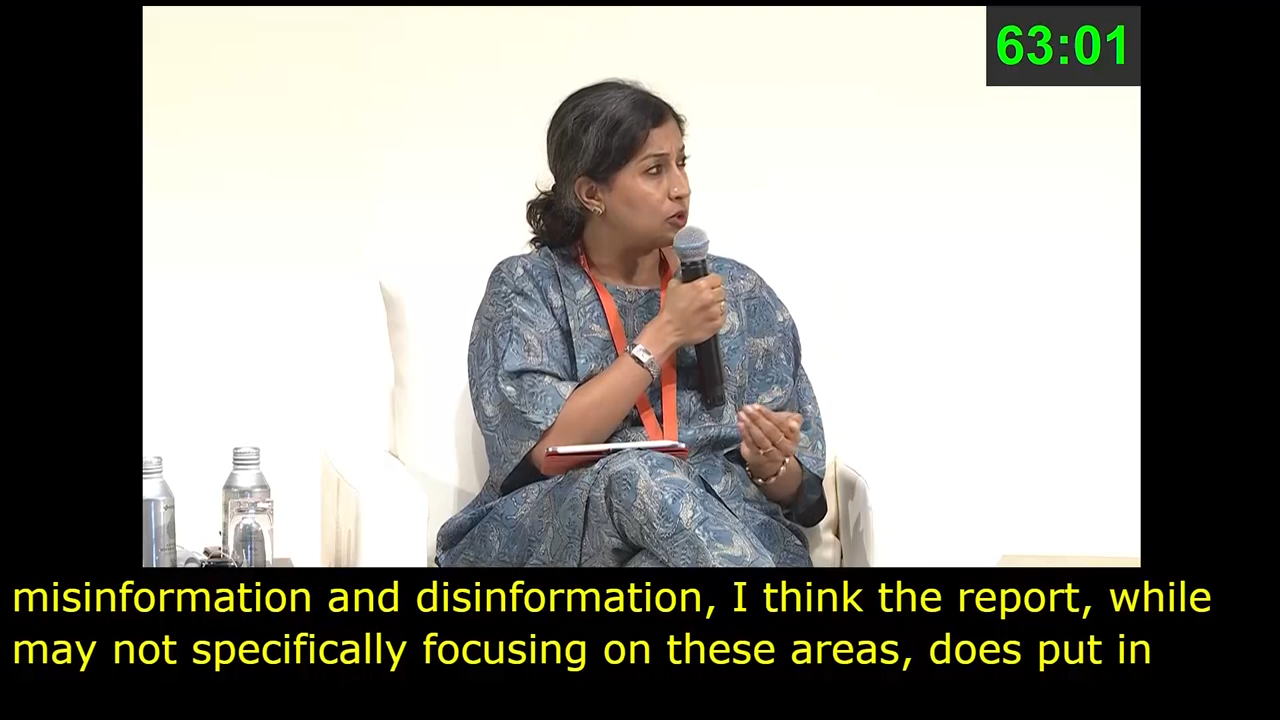 63:01
misinformation and disinformation, I think the report, while
may not specifically focusing on these areas, does put in